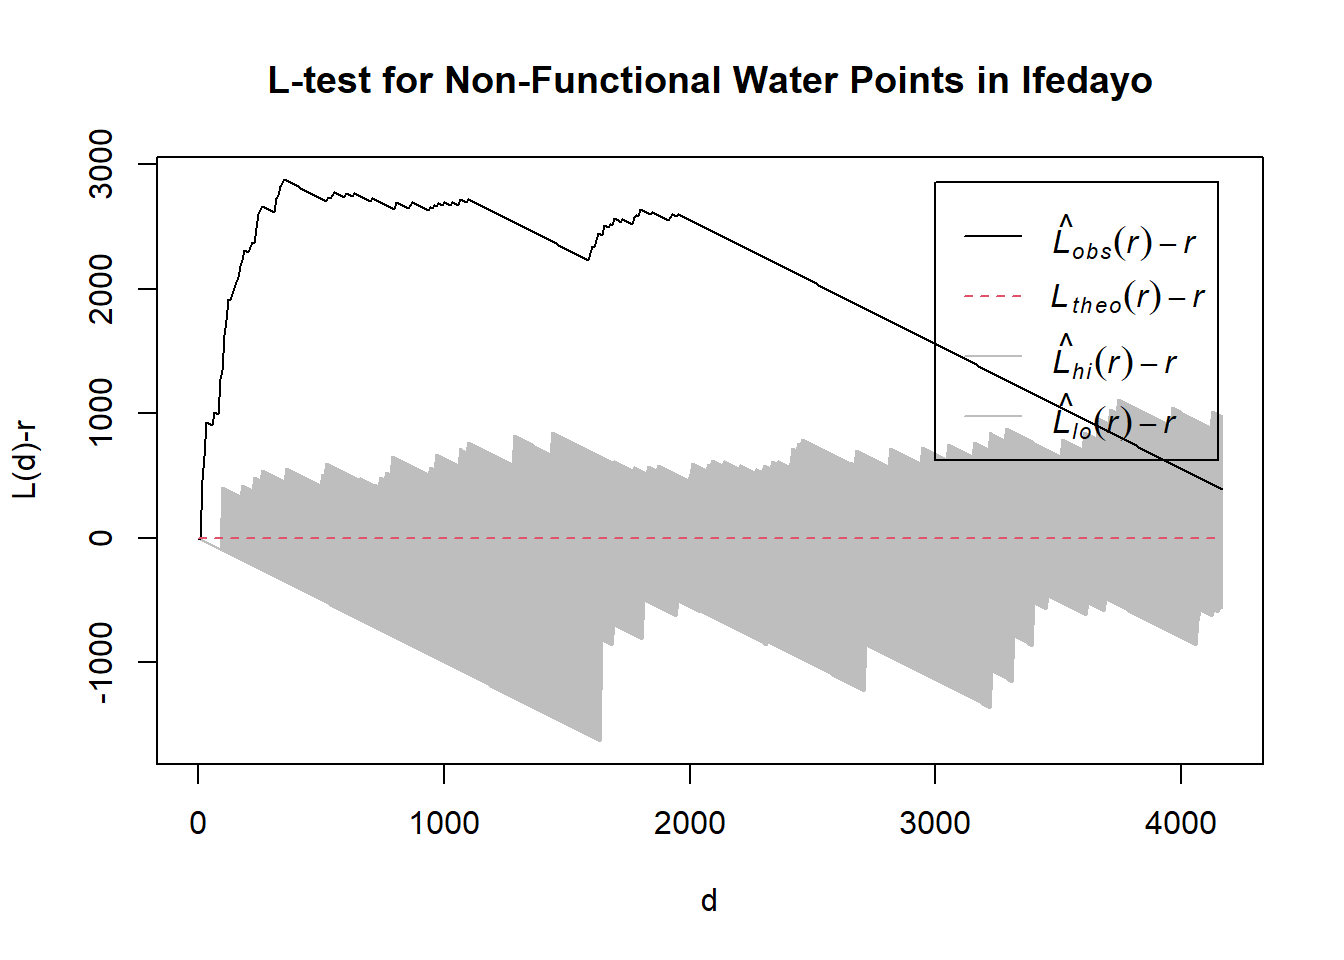 L-test for Non-Functional Water Points in Ifedayo
L(d)-r
3000
2000
1000
0
-1000
L̂obs(r) – r
Ltheo(r) – r
L̂hi(r) – r
L̂lo(r) – r
0 1000 2000 3000 4000
d